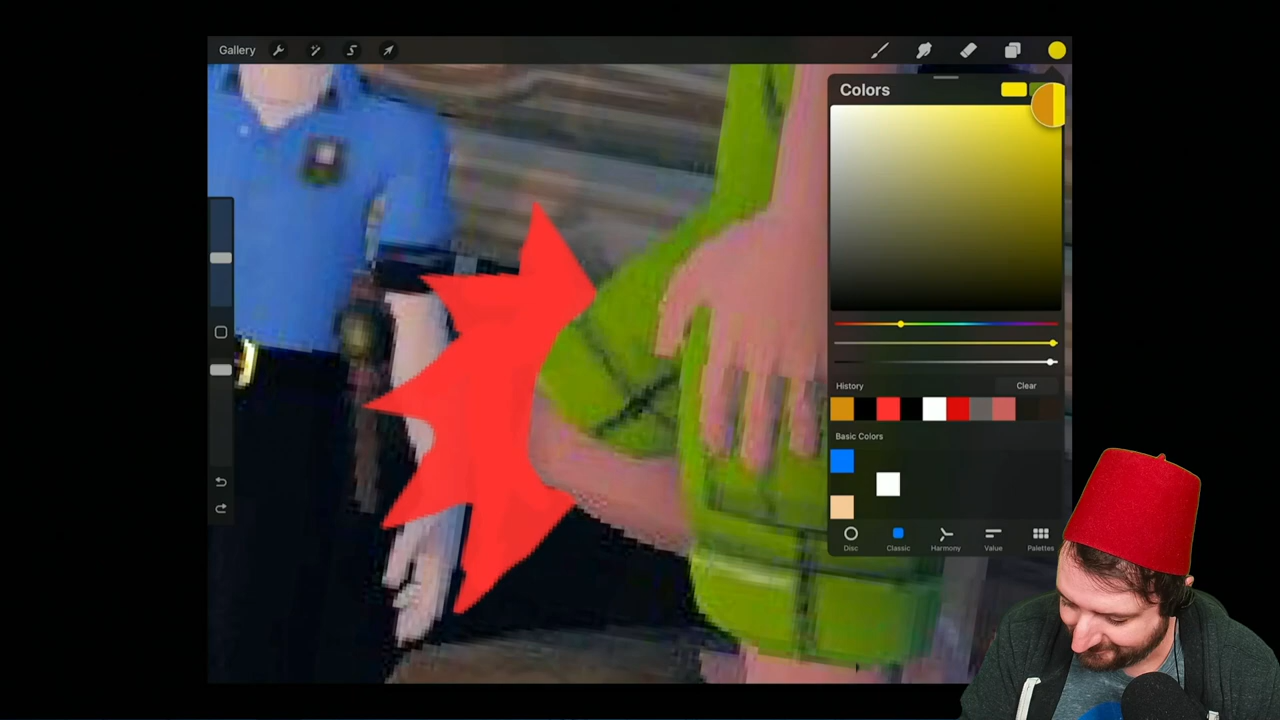 Gallery
Colors
History
Clear
Basic Colors
Disc
Classic
Harmony
Value
Palettes